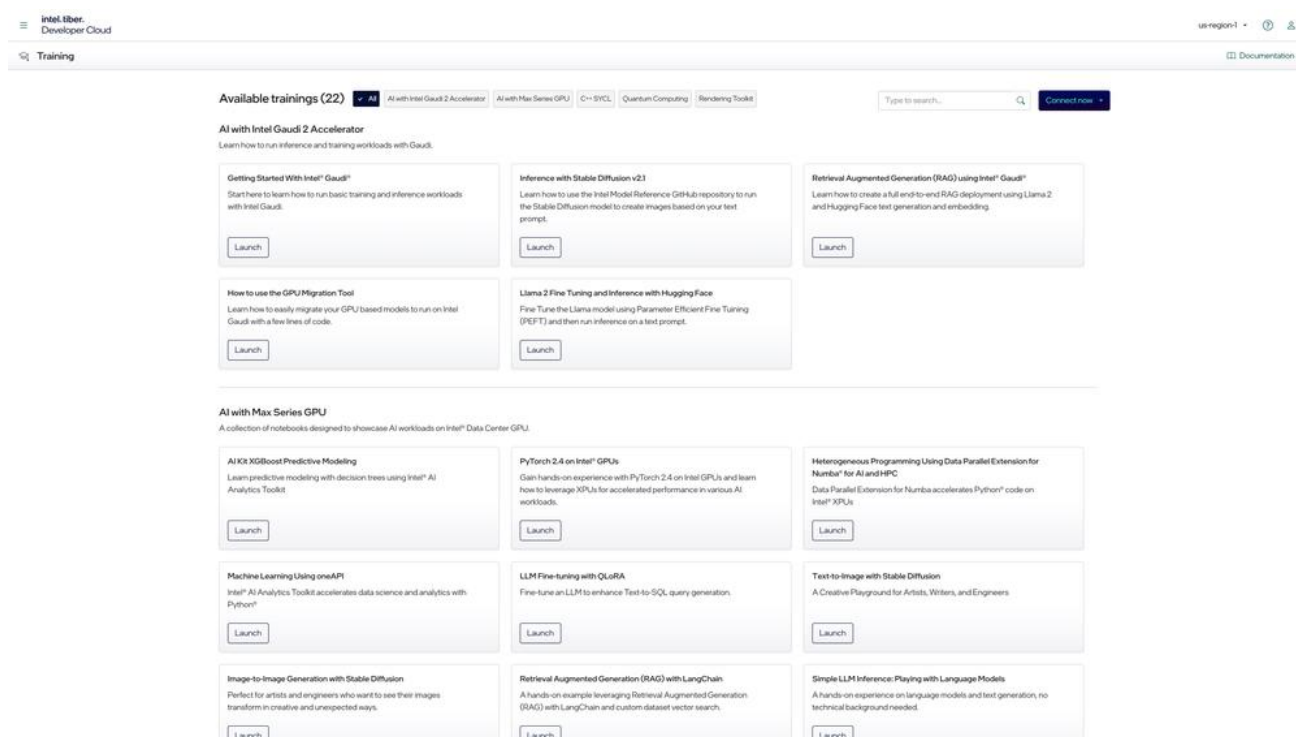 intel.tiber.
Developer Cloud
us-region-1
Training
Documentation
Available trainings (22)
All
AI with Intel Gaudi 2 Accelerator
AI with Max Series GPU
C++ SYCL
Quantum Computing
Rendering Toolkit
Type to search...
Connect now
AI with Intel Gaudi 2 Accelerator
Learn how to run inference and training workloads with Gaudi.
Getting Started With Intel® Gaudi®
Start here to learn how to run basic training and inference workloads
with Intel Gaudi.
Launch
Inference with Stable Diffusion v2.1
Learn how to use the Intel Model Reference GitHub repository to run
the Stable Diffusion model to create images based on your text
prompt.
Launch
Retrieval Augmented Generation (RAG) using Intel® Gaudi®
Learn how to create a full end-to-end RAG deployment using Llama 2
and Hugging Face text generation and embedding.
Launch
How to use the GPU Migration Tool
Learn how to easily migrate your GPU based models to run on Intel
Gaudi with a few lines of code.
Launch
Llama 2 Fine Tuning and Inference with Hugging Face
Fine Tune the Llama model using Parameter Efficient Fine Tuning
(PEFT) and then run inference on a text prompt.
Launch
AI with Max Series GPU
A collection of notebooks designed to showcase AI workloads on Intel® Data Center GPU.
AI Kit XGBoost Predictive Modeling
Learn predictive modeling with decision trees using Intel® AI
Analytics Toolkit
Launch
PyTorch 2.4 on Intel® GPUs
Gain hands-on experience with PyTorch 2.4 on Intel GPUs and learn
how to leverage XPUs for accelerated performance in various AI
workloads.
Launch
Heterogeneous Programming Using Data Parallel Extension for
Numba® for AI and HPC
Data Parallel Extension for Numba accelerates Python® code on
Intel® XPUs
Launch
Machine Learning Using oneAPI
Intel® AI Analytics Toolkit accelerates data science and analytics with
Python®
Launch
LLM Fine-tuning with QLoRA
Fine-tune an LLM to enhance Text-to-SQL query generation.
Launch
Text-to-Image with Stable Diffusion
A Creative Playground for Artists, Writers, and Engineers
Launch
Image-to-Image Generation with Stable Diffusion
Perfect for artists and engineers who want to see their images
transform in creative and unexpected ways.
Launch
Retrieval Augmented Generation (RAG) with LangChain
A hands-on example leveraging Retrieval Augmented Generation
(RAG) with LangChain and custom dataset vector search.
Launch
Simple LLM Inference: Playing with Language Models
A hands-on experience on language models and text generation, no
technical background needed.
Launch